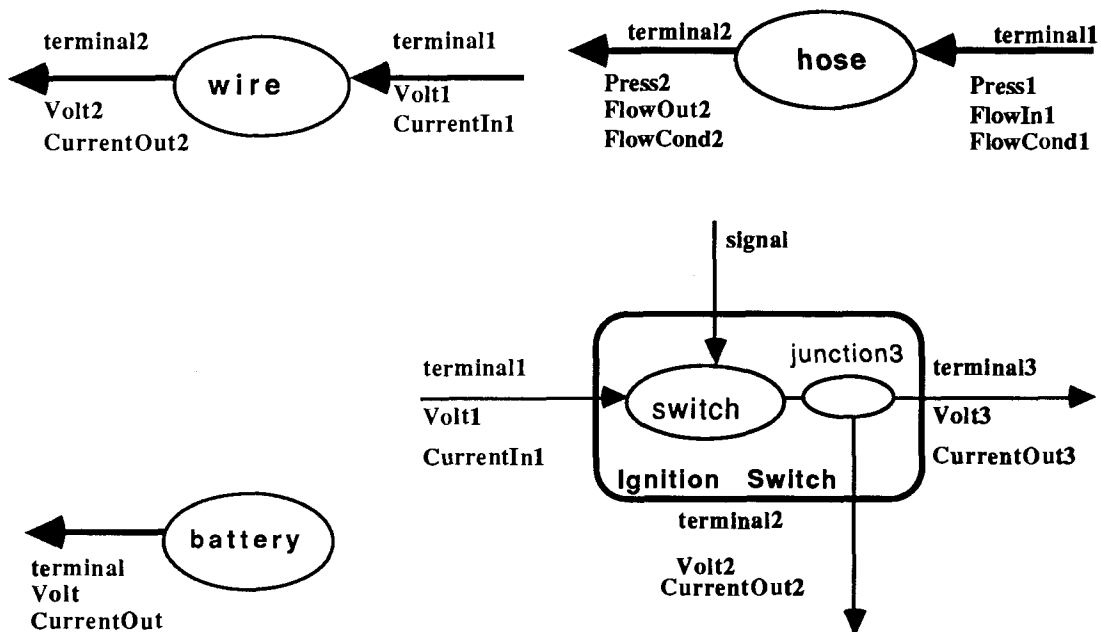 terminal2
wire
terminal1
Volt2
CurrentOut2
Volt1
CurrentIn1
terminal2
hose
terminal1
Press2
FlowOut2
FlowCond2
Press1
FlowIn1
FlowCond1
signal
terminal1
Volt1
CurrentIn1
switch
junction3
terminal3
Volt3
CurrentOut3
Ignition Switch
terminal2
Volt2
CurrentOut2
battery
terminal
Volt
CurrentOut